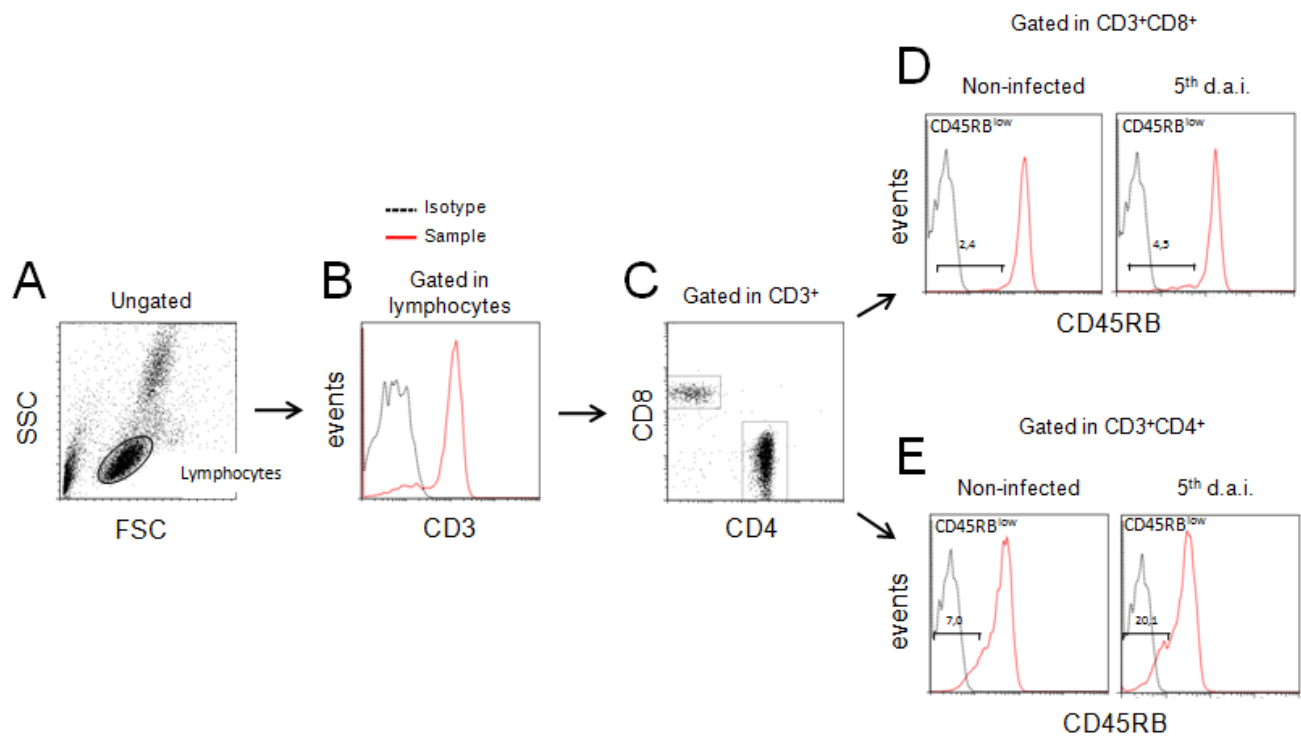 Isotype
Sample
A
Ungated
SSC
Lymphocytes
FSC
B
Gated in
lymphocytes
events
CD3
C
Gated in CD3⁺
CD8
CD4
Gated in CD3⁺CD8⁺
D
Non-infected
5th d.a.i.
CD45RBlow
CD45RBlow
events
2,4
4,3
CD45RB
Gated in CD3⁺CD4⁺
E
Non-infected
5th d.a.i.
CD45RBlow
CD45RBlow
events
7,0
20,1
CD45RB